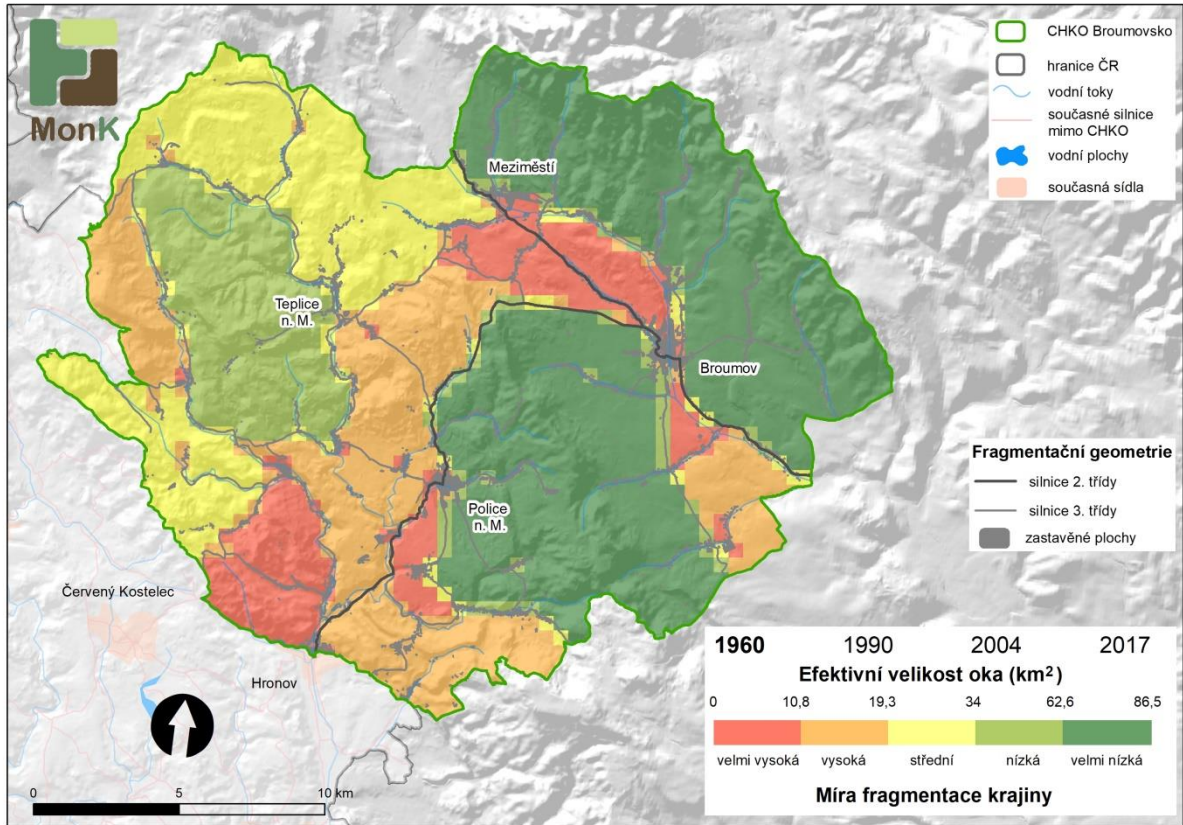 MonK
CHKO Broumovsko
hranice ČR
vodní toky
současné silnice
mimo CHKO
vodní plochy
současná sídla
Meziměstí
Teplice
n. M.
Broumov
Police
n. M.
Červený Kostelec
Hronov
Fragmentační geometrie
silnice 2. třídy
silnice 3. třídy
zastavěné plochy
1960 1990 2004 2017
Efektivní velikost oka (km²)
0 10,8 19,3 34 62,6 86,5
velmi vysoká vysoká střední nízká velmi nízká
Míra fragmentace krajiny
0 5 10 km